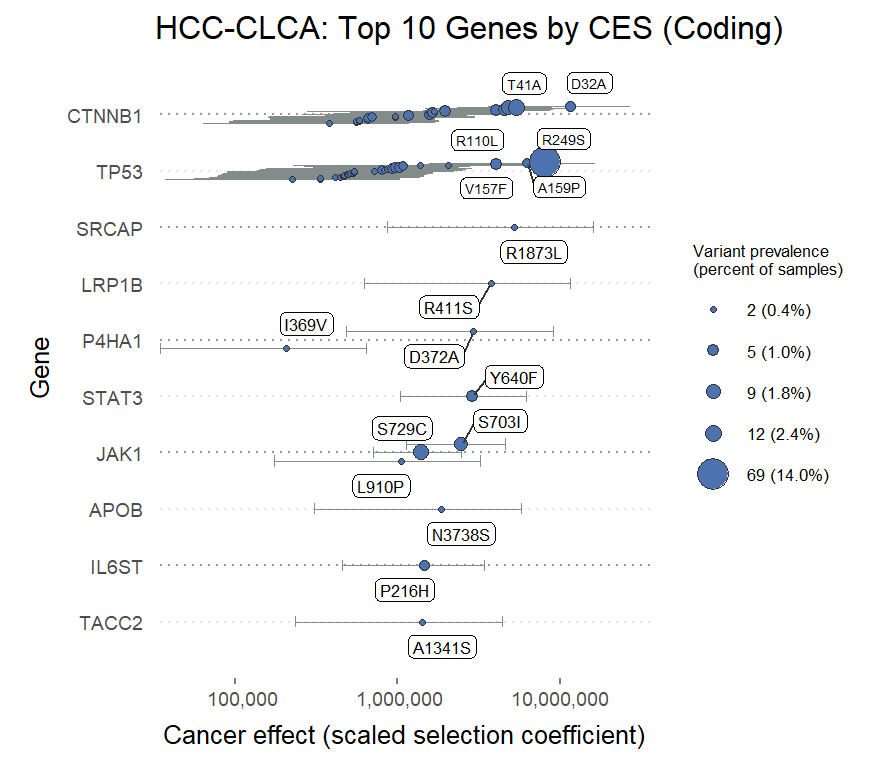 HCC-CLCA: Top 10 Genes by CES (Coding)
T41A
D32A
CTNNB1
R110L
R249S
TP53
V157F
A159P
SRCAP
R1873L
LRP1B
R411S
I369V
P4HA1
D372A
Y640F
STAT3
S703I
S729C
JAK1
L910P
APOB
N3738S
IL6ST
P216H
TACC2
A1341S
Gene
100,000
1,000,000
10,000,000
Cancer effect (scaled selection coefficient)
Variant prevalence
(percent of samples)
2 (0.4%)
5 (1.0%)
9 (1.8%)
12 (2.4%)
69 (14.0%)